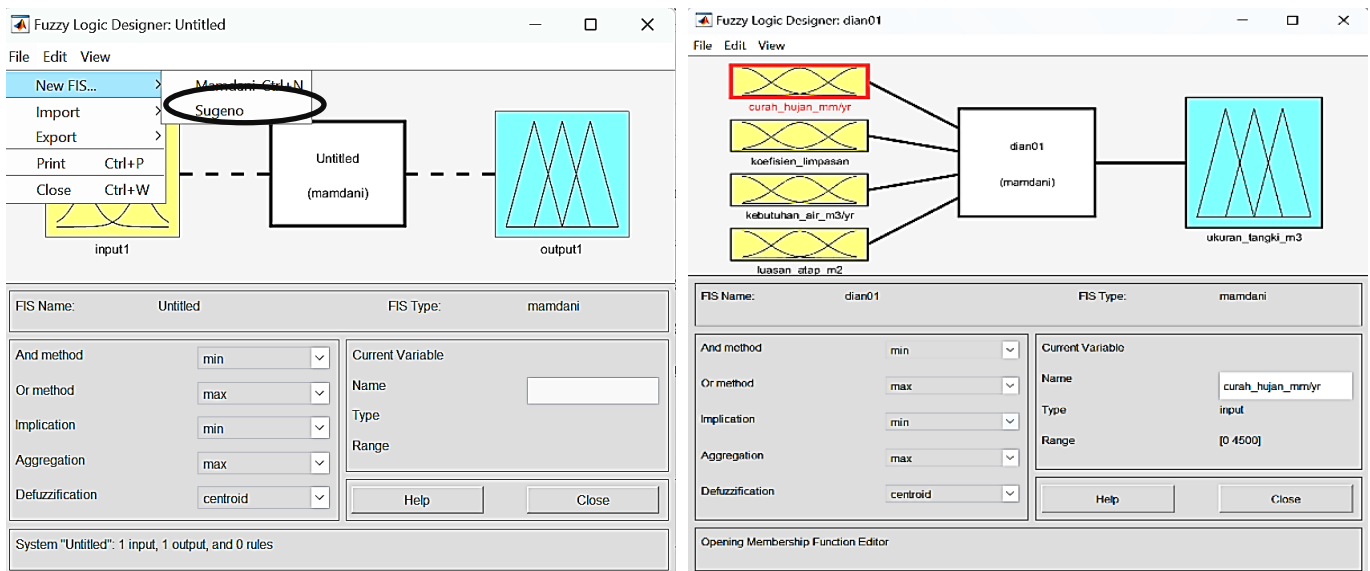 Fuzzy Logic Designer: Untitled
File Edit View
New FIS...
Mamdani Ctrl+N
Import
Sugeno
Export
Print Ctrl+P
Close Ctrl+W
Untitled
(mamdani)
input1
output1
FIS Name: Untitled FIS Type: mamdani
And method min
Or method max
Implication min
Aggregation max
Defuzzification centroid
Current Variable
Name
Type
Range
Help Close
System "Untitled": 1 input, 1 output, and 0 rules
Fuzzy Logic Designer: dian01
File Edit View
curah_hujan_mm/yr
koefisien_limpasan
kebutuhan_air_m3/yr
luasan_atap_m2
dian01
(mamdani)
ukuran_tangki_m3
FIS Name: dian01 FIS Type: mamdani
And method min
Or method max
Implication min
Aggregation max
Defuzzification centroid
Current Variable
Name curah_hujan_mm/yr
Type input
Range [0 4500]
Help Close
Opening Membership Function Editor